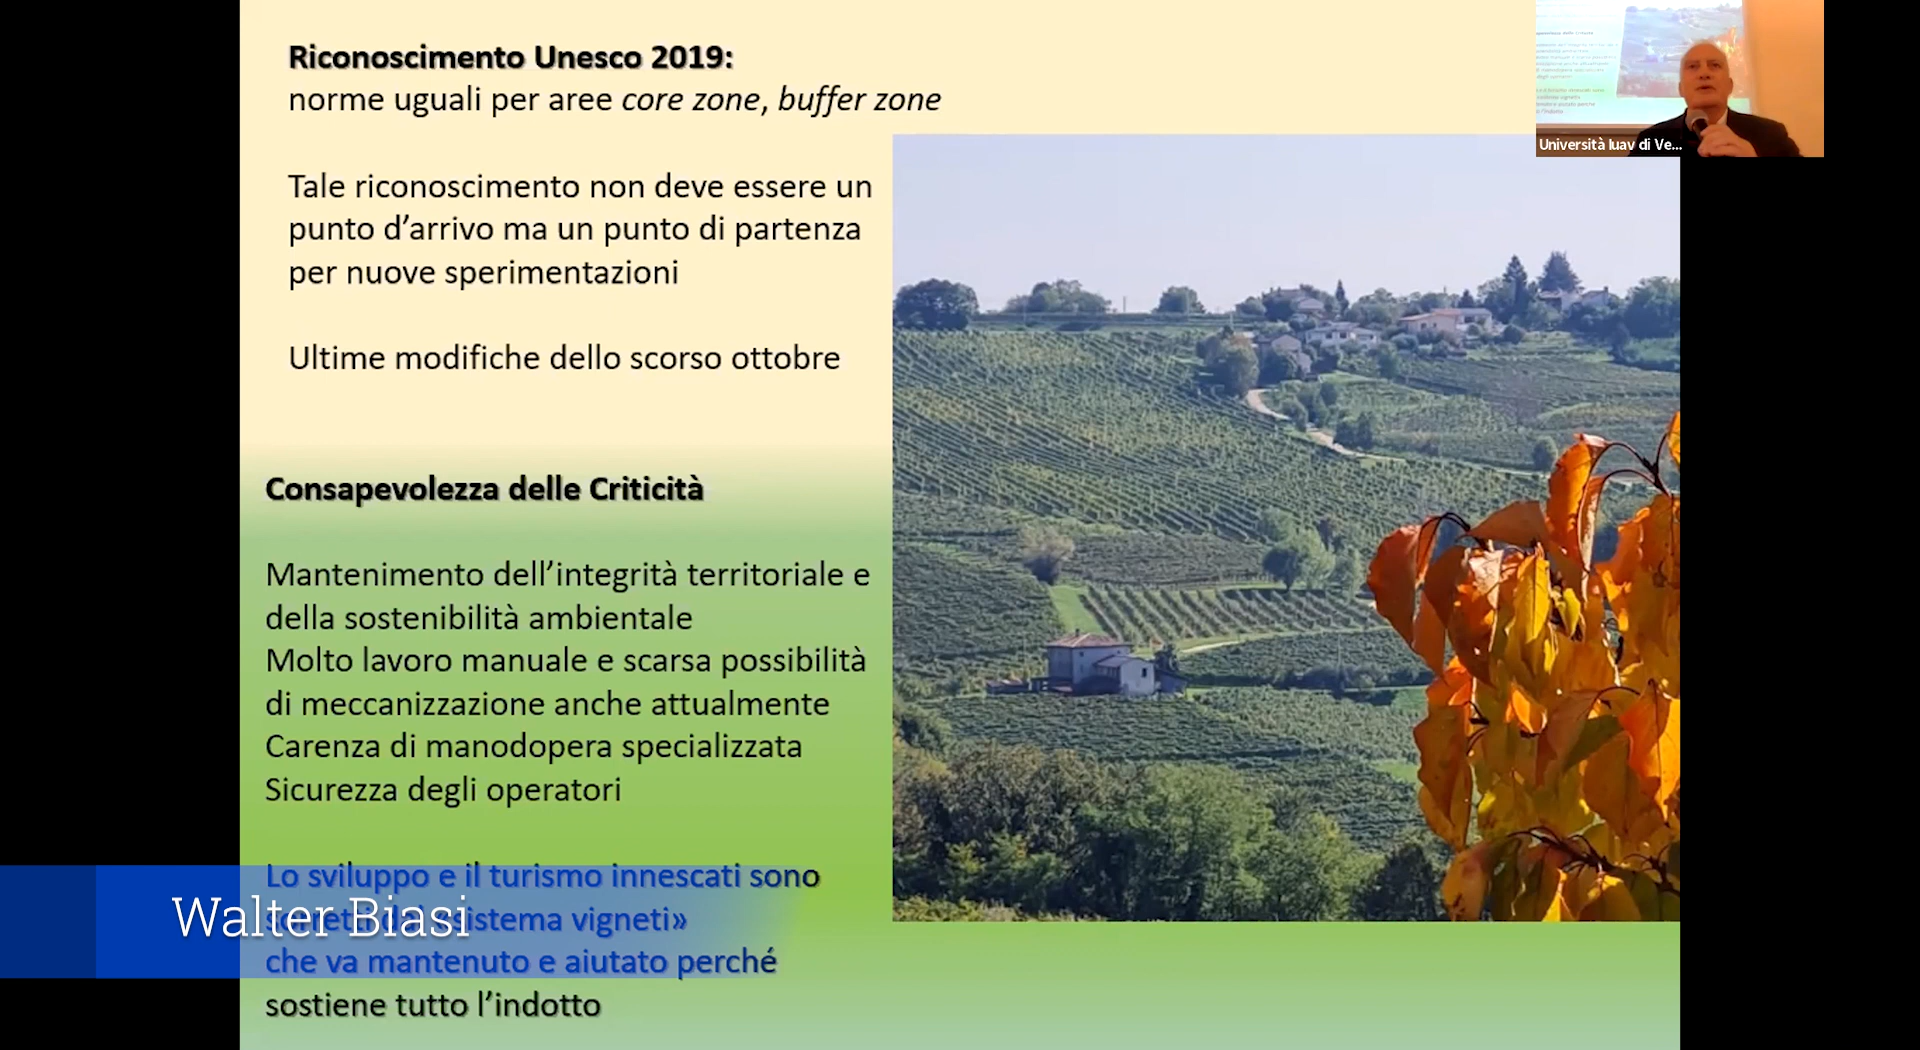 Riconoscimento Unesco 2019:
norme uguali per aree core zone, buffer zone
Tale riconoscimento non deve essere un
punto d’arrivo ma un punto di partenza
per nuove sperimentazioni
Ultime modifiche dello scorso ottobre
Consapevolezza delle Criticità
Mantenimento dell’integrità territoriale e
della sostenibilità ambientale
Molto lavoro manuale e scarsa possibilità
di meccanizzazione anche attualmente
Carenza di manodopera specializzata
Sicurezza degli operatori
Lo sviluppo e il turismo innescati sono
sistema vigneti»
che va mantenuto e aiutato perché
sostiene tutto l’indotto
Walter Biasi
Università Iuav di Ve...